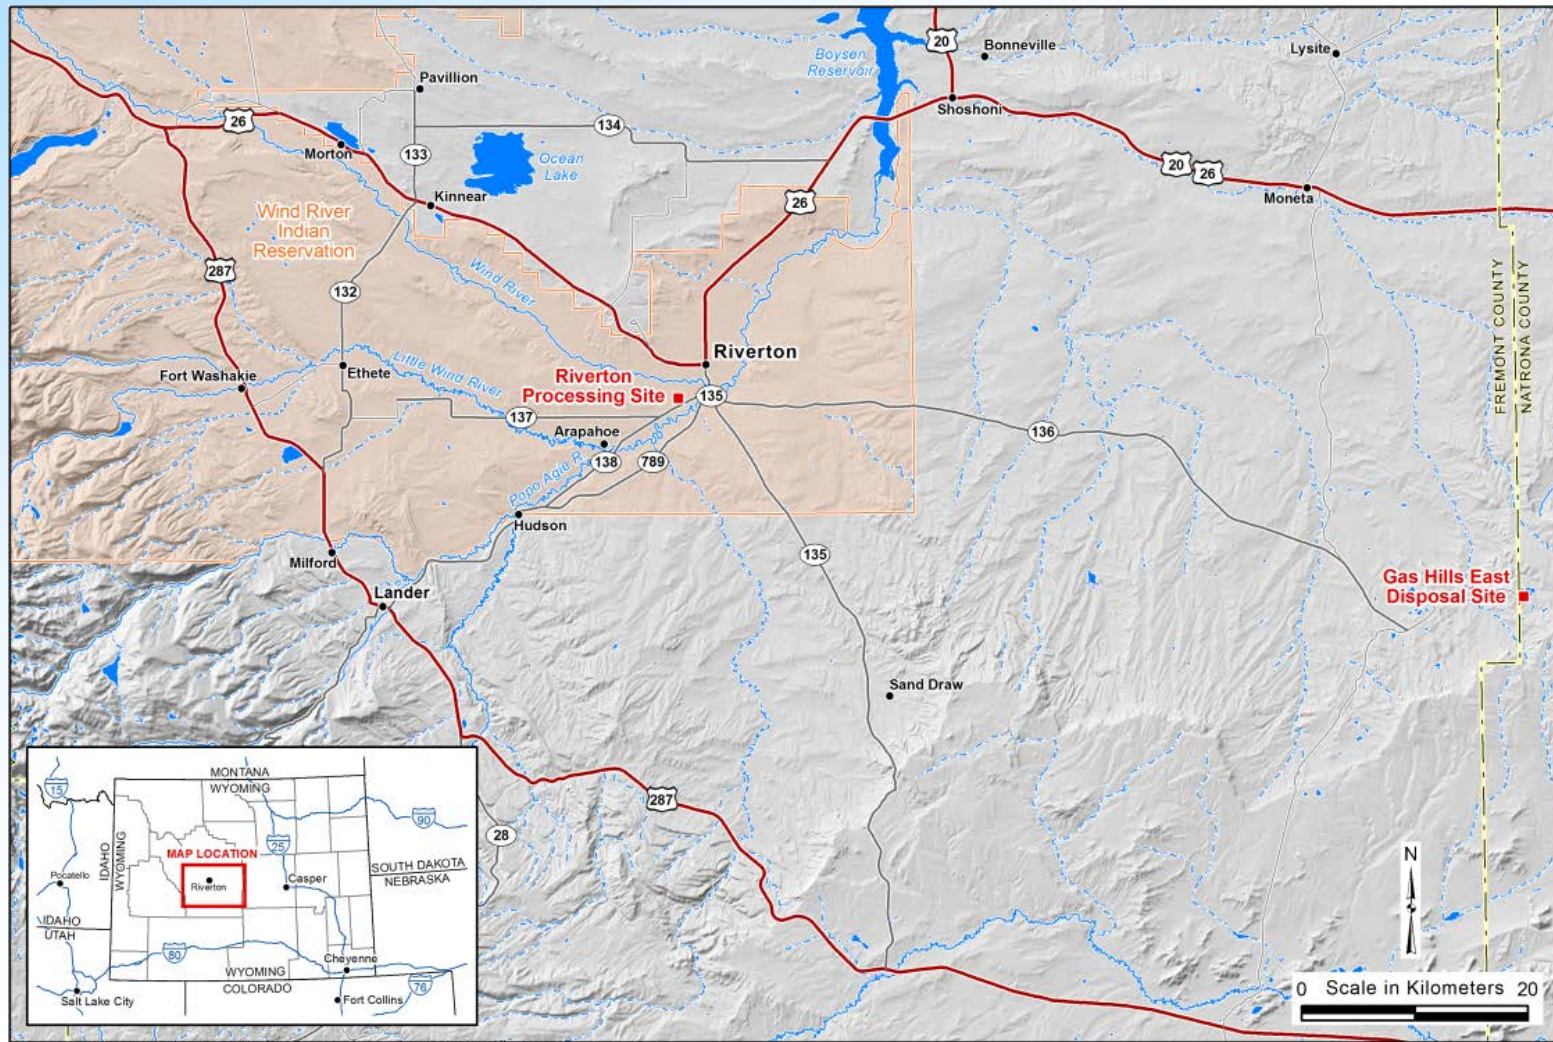 20
Bonneville
Lysite
Boysen
Reservoir
Pavillion
Shoshoni
26
134
Morton
133
Ocean
Lake
20
26
Kinnear
26
Moneta
Wind River
Indian
Reservation
287
Wind River
132
FREMONT COUNTY
NATRONA COUNTY
Riverton
Little Wind River
Ethete
Fort Washakie
Riverton
Processing Site
135
137
Arapahoe
136
138
789
Popo Agie R.
Hudson
135
Milford
Gas Hills East
Disposal Site
Lander
Sand Draw
287
28
MONTANA
WYOMING
15
90
25
IDAHO
WYOMING
MAP LOCATION
SOUTH DAKOTA
NEBRASKA
Pocatello
Riverton
Casper
IDAHO
UTAH
80
Cheyenne
WYOMING
COLORADO
76
Salt Lake City
Fort Collins
N
0 Scale in Kilometers 20